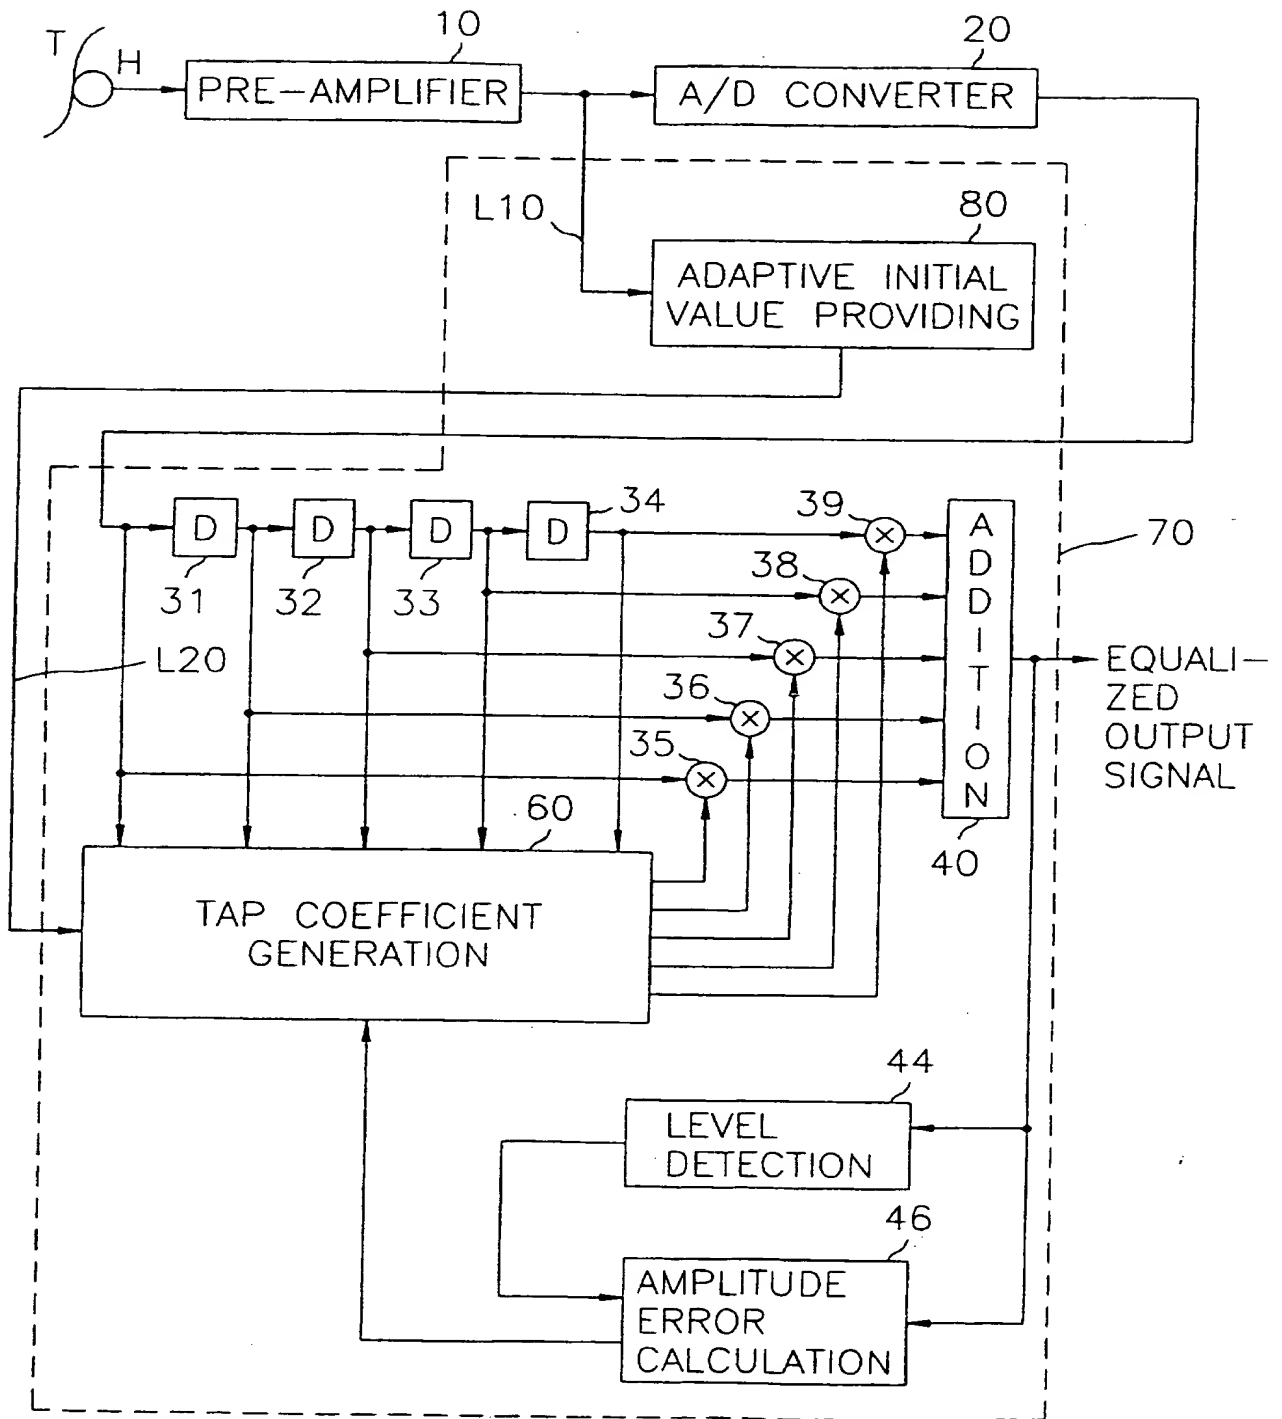 10
20
T
H
PRE-AMPLIFIER
A/D CONVERTER
L10
80
ADAPTIVE INITIAL
VALUE PROVIDING
D
D
D
D
34
31
32
33
39
38
37
36
35
ADDITION
70
L20
EQUALI-
ZED
OUTPUT
SIGNAL
60
40
TAP COEFFICIENT
GENERATION
44
LEVEL
DETECTION
46
AMPLITUDE
ERROR
CALCULATION